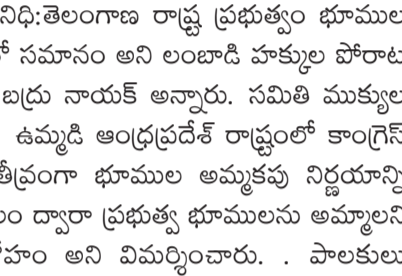 నిధి:తెలంగాణ రాష్ట్ర ప్రభుత్వం భూముల
సమానం అని లంబాడి హక్కుల పోరాట
బద్రు నాయక్ అన్నారు. సమితి ముక్యుల
ఉమ్మడి ఆంధ్రప్రదేశ్ రాష్ట్రంలో కాంగ్రెస్
తీవ్రంగా భూముల అమ్మకపు నిర్ణయాన్ని
ద్వారా ప్రభుత్వ భూములను అమ్మాలని
అని విమర్శించారు. . పాలకులు